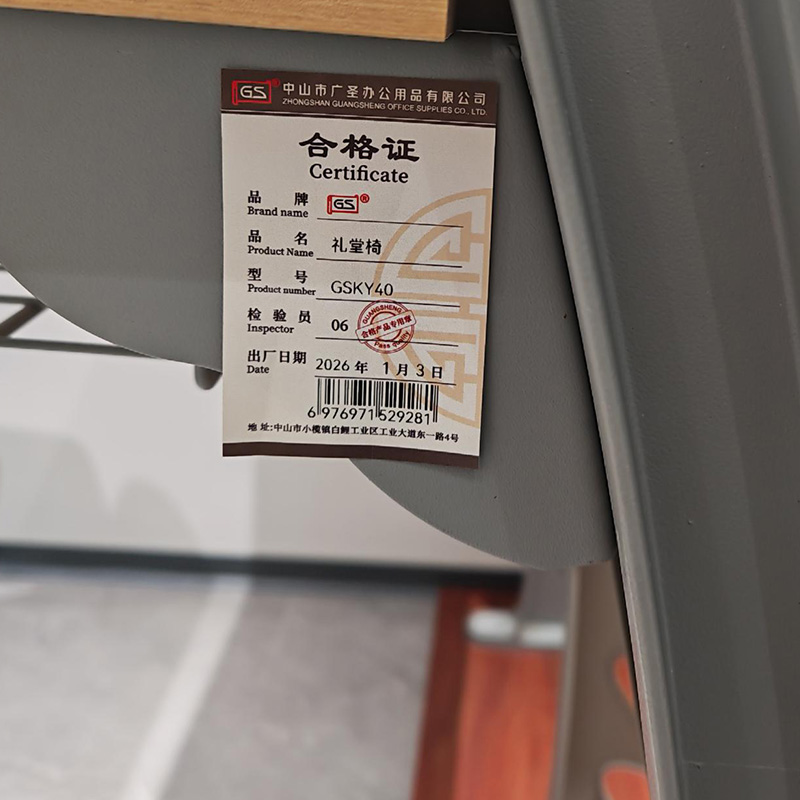 GS® 中山市广圣办公用品有限公司
ZHONGSHAN GUANGSHENG OFFICE SUPPLIES CO., LTD.
合格证
Certificate
品 牌 GS®
Brand name
品 名 礼堂椅
Product Name
型 号 GSKY40
Product number
检 验 员 06
Inspector
GUANGSHENG
合格产品专用章
Pass quality
出厂日期 2026 年 1 月 3 日
Date
6 976971 529281
地 址:中山市小榄镇白鲤工业区工业大道东一路4号